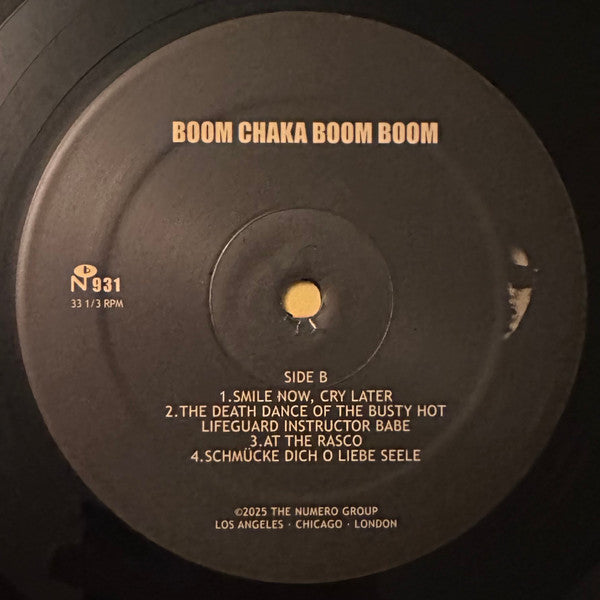 BOOM CHAKA BOOM BOOM
N 931
33 1/3 RPM
SIDE B
1.SMILE NOW, CRY LATER
2.THE DEATH DANCE OF THE BUSTY HOT
LIFEGUARD INSTRUCTOR BABE
3.AT THE RASCO
4.SCHMÜCKE DICH O LIEBE SEELE
©2025 THE NUMERO GROUP
LOS ANGELES · CHICAGO · LONDON